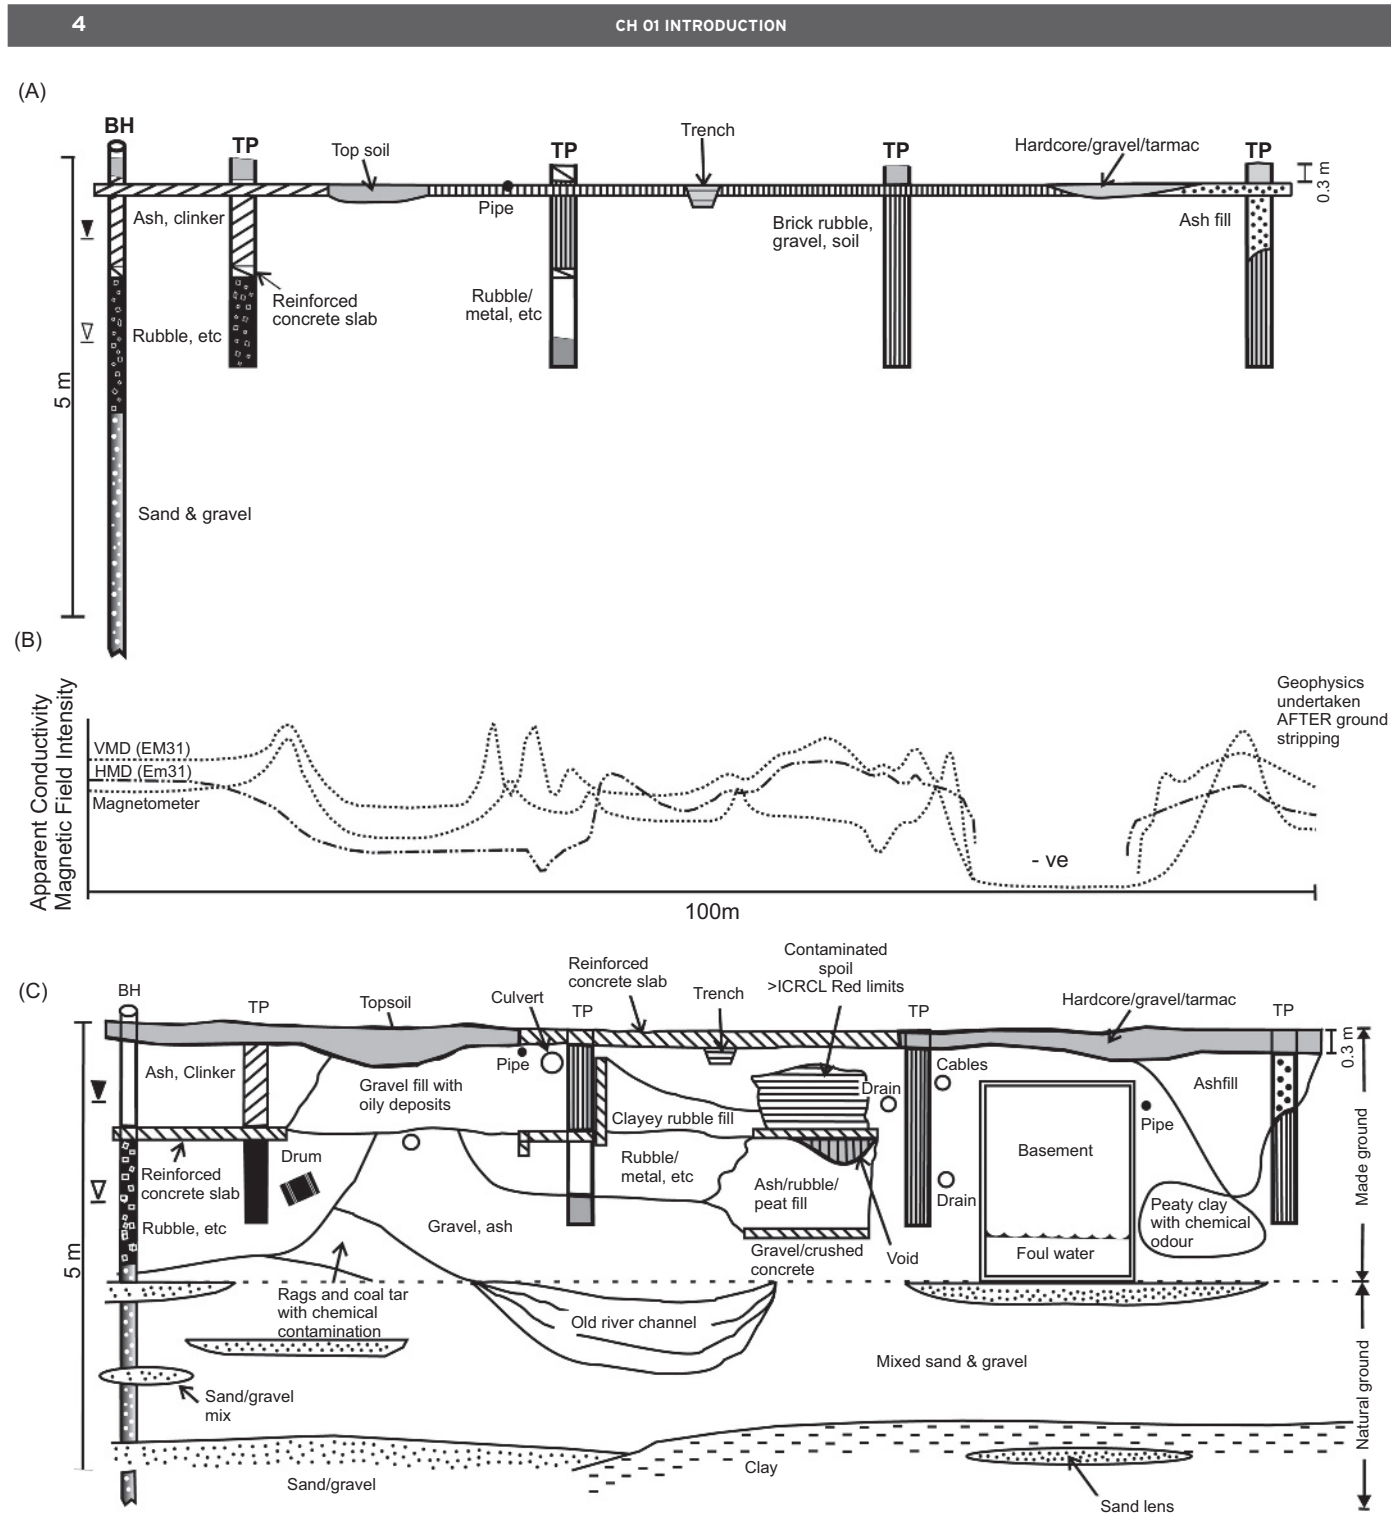 4
CH 01 INTRODUCTION
(A)
BH
TP
Top soil
TP
Trench
TP
Hardcore/gravel/tarmac
TP
0.3 m
Ash, clinker
Pipe
Brick rubble,
gravel, soil
Ash fill
Reinforced
concrete slab
Rubble/
metal, etc
Rubble, etc
5 m
Sand & gravel
(B)
Apparent Conductivity
Magnetic Field Intensity
VMD (EM31)
HMD (Em31)
Magnetometer
- ve
Geophysics
undertaken
AFTER ground
stripping
100m
(C)
BH
TP
Topsoil
Culvert
Reinforced
concrete slab
TP
Trench
Contaminated
spoil
>ICRCL Red limits
TP
Hardcore/gravel/tarmac
TP
0.3 m
Ash, Clinker
Gravel fill with
oily deposits
Pipe
Clayey rubble fill
Drain
Cables
Ashfill
Pipe
Reinforced
concrete slab
Drum
Rubble/
metal, etc
Ash/rubble/
peat fill
Basement
Drain
Peaty clay
with chemical
odour
Made ground
Rubble, etc
Gravel, ash
Gravel/crushed
concrete
Void
Foul water
5 m
Rags and coal tar
with chemical
contamination
Old river channel
Mixed sand & gravel
Sand/gravel
mix
Natural ground
Sand/gravel
Clay
Sand lens